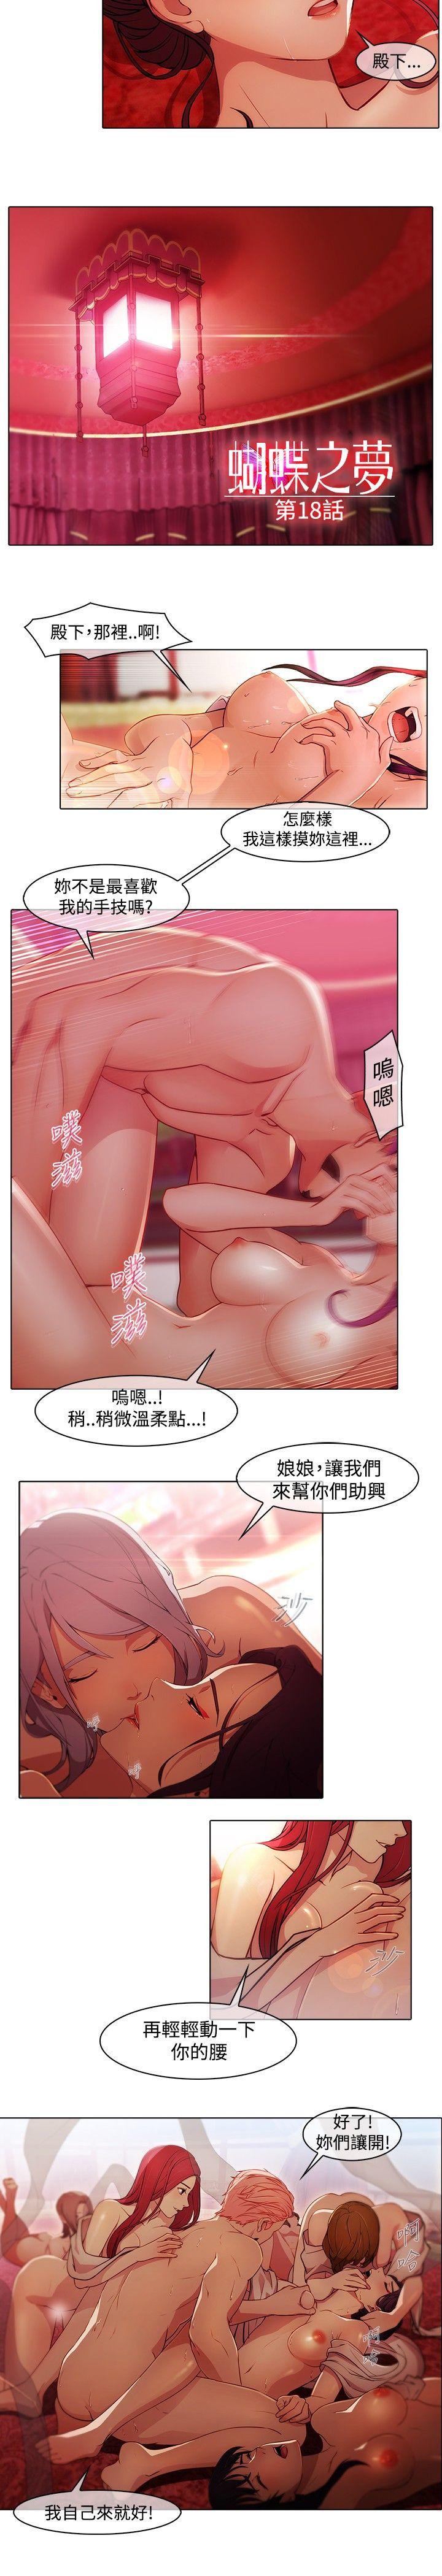 殿下...
蝴蝶之夢
第18話
殿下,那裡..啊!
怎麼樣
我這樣摸妳這裡...
妳不是最喜歡
我的手技嗎?
嗚嗯
噗滋
噗滋
嗚嗯..!
稍..稍微溫柔點...!
娘娘,讓我們
來幫你們助興
沙
啾
啾
沙
再輕輕動一下
你的腰
好了!
妳們讓開!
啊哈
啊哈
我自己來就好!